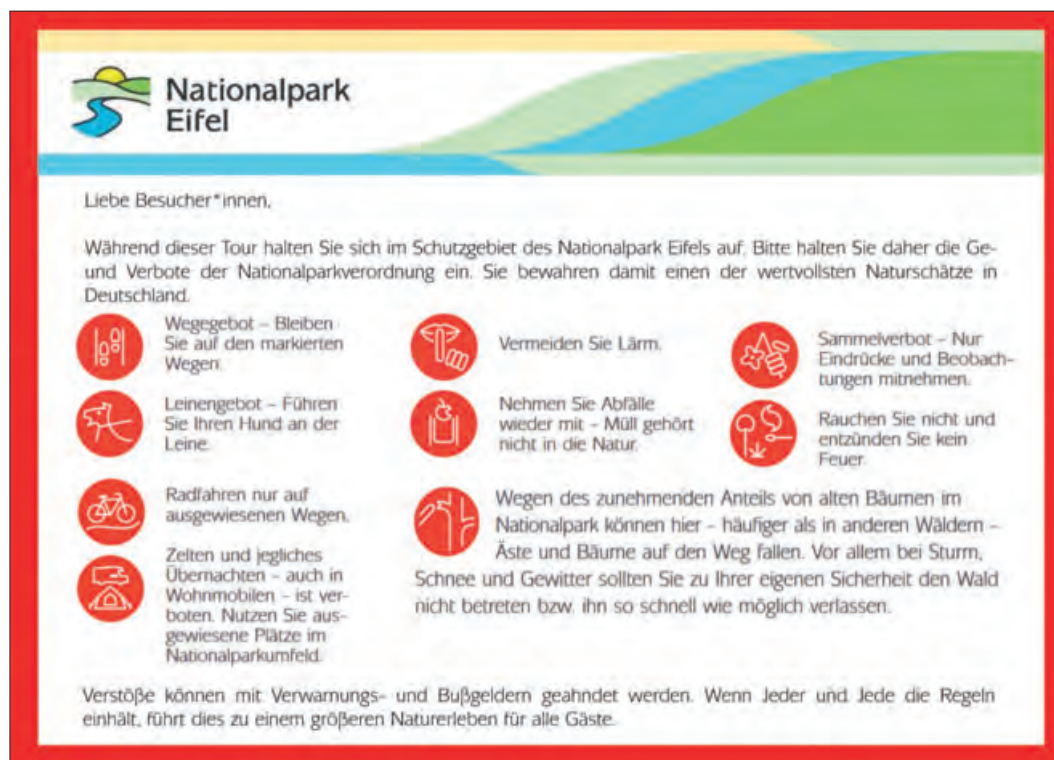 Nationalpark
Eifel
Liebe Besucher*innen,
Während dieser Tour halten Sie sich im Schutzgebiet des Nationalpark Eifels auf. Bitte halten Sie daher die Ge-
und Verbote der Nationalparkverordnung ein. Sie bewahren damit einen der wertvollsten Naturschätze in
Deutschland.
Wegegebot – Bleiben
Sie auf den markierten
Wegen.
Leinengebot – Führen
Sie Ihren Hund an der
Leine.
Radfahren nur auf
ausgewiesenen Wegen.
Zelten und jegliches
Übernachten – auch in
Wohnmobilen – ist ver-
boten. Nutzen Sie aus-
gewiesene Plätze im
Nationalparkumfeld.
Vermeiden Sie Lärm.
Nehmen Sie Abfälle
wieder mit – Müll gehört
nicht in die Natur.
Sammelverbot – Nur
Eindrücke und Beobach-
tungen mitnehmen.
Rauchen Sie nicht und
entzünden Sie kein
Feuer.
Wegen des zunehmenden Anteils von alten Bäumen im
Nationalpark können hier – häufiger als in anderen Wäldern –
Äste und Bäume auf den Weg fallen. Vor allem bei Sturm,
Schnee und Gewitter sollten Sie zu Ihrer eigenen Sicherheit den Wald
nicht betreten bzw. ihn so schnell wie möglich verlassen.
Verstöße können mit Verwarnungs- und Bußgeldern geahndet werden. Wenn Jeder und Jede die Regeln
einhält, führt dies zu einem größeren Naturerleben für alle Gäste.